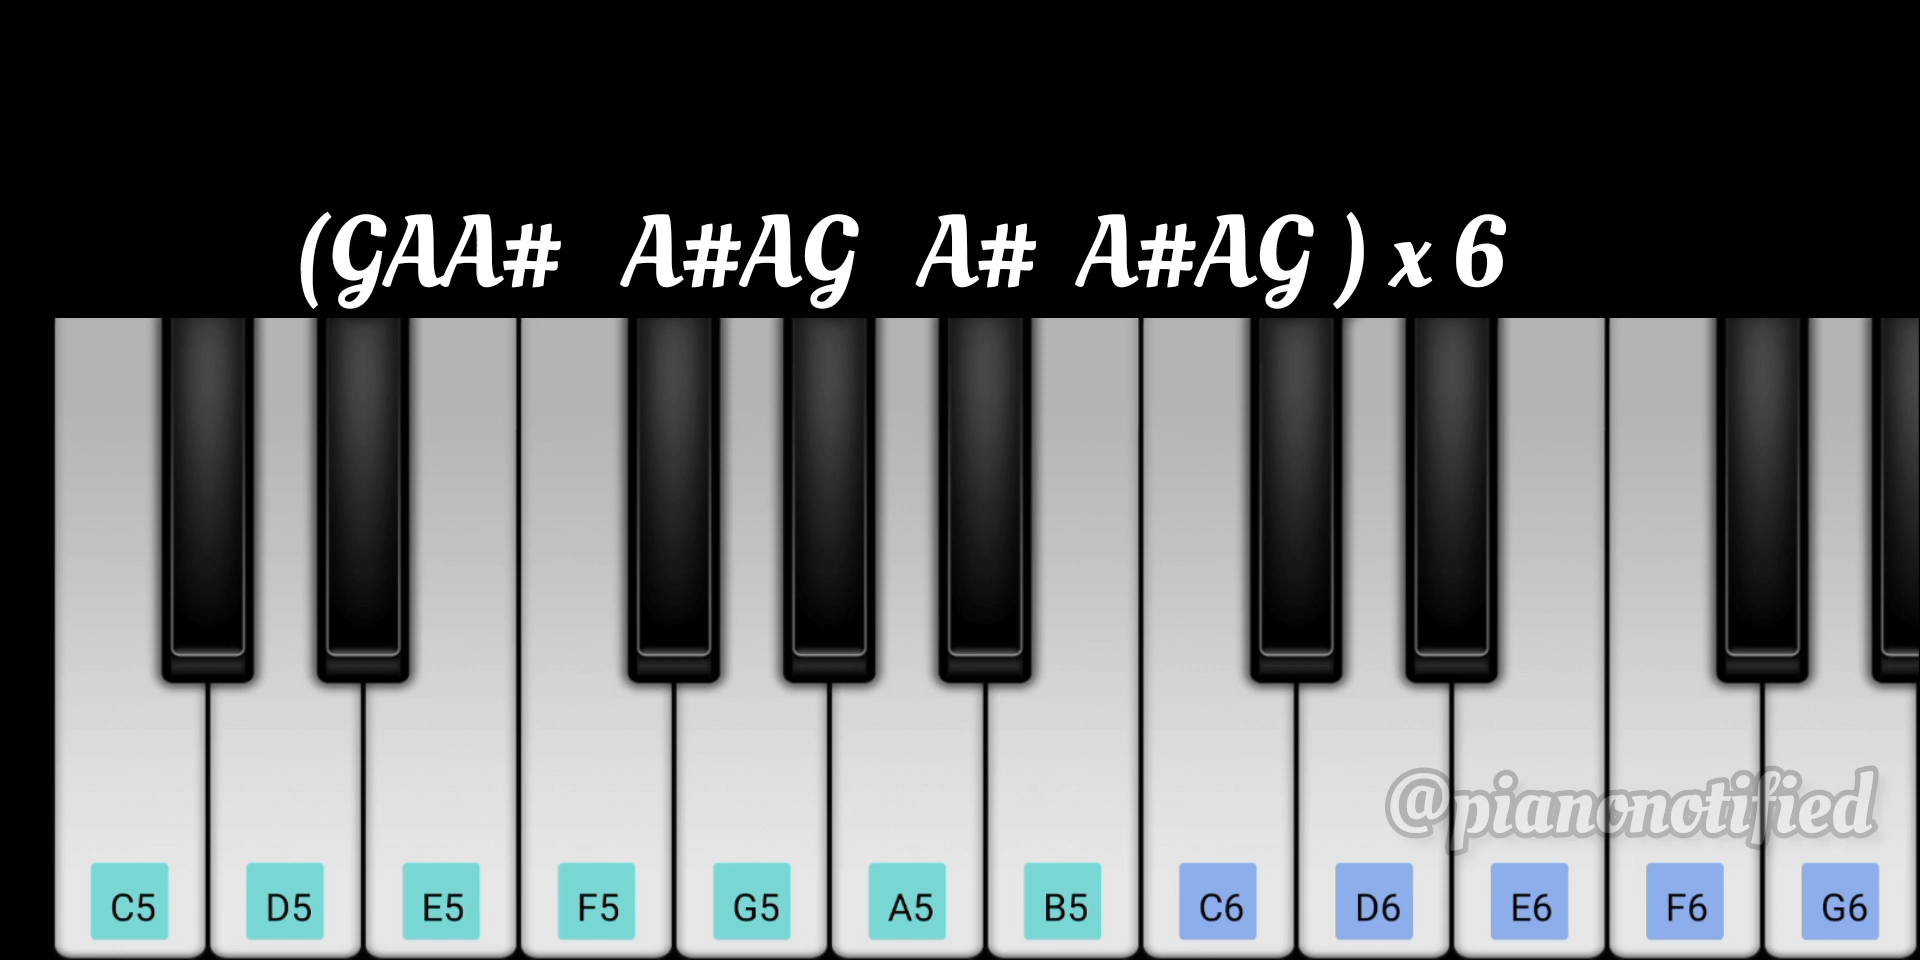 (GAA# A#AG A# A#AG ) x 6
@pianonotified
C5 D5 E5 F5 G5 A5 B5 C6 D6 E6 F6 G6